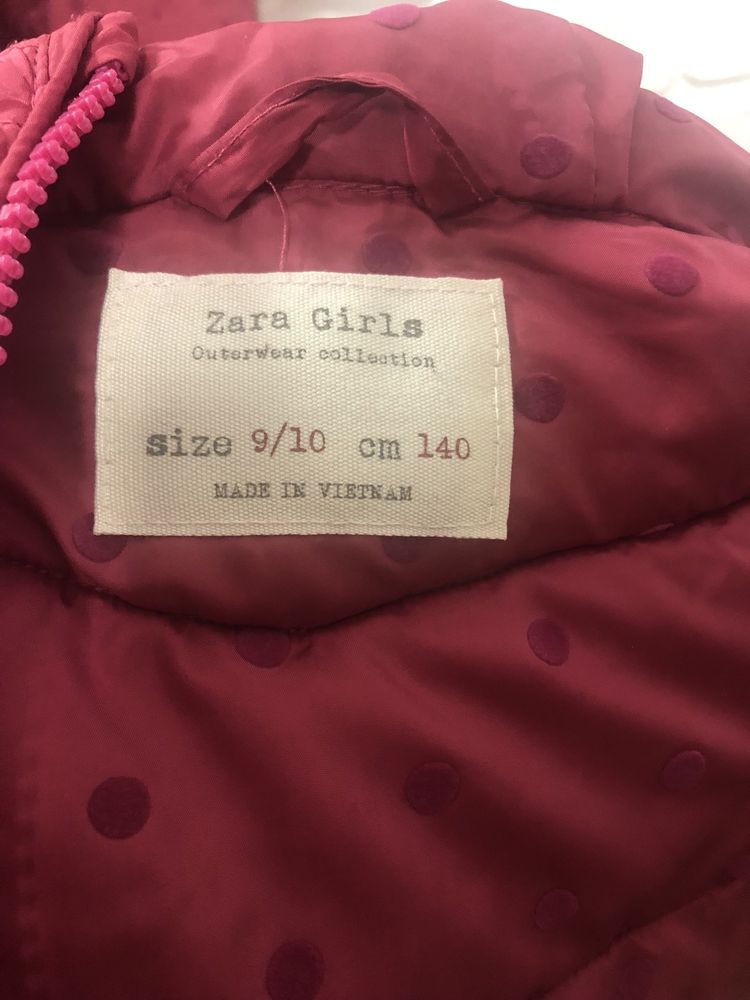 Zara Girls
Outerwear collection
size 9/10 cm 140
MADE IN VIETNAM